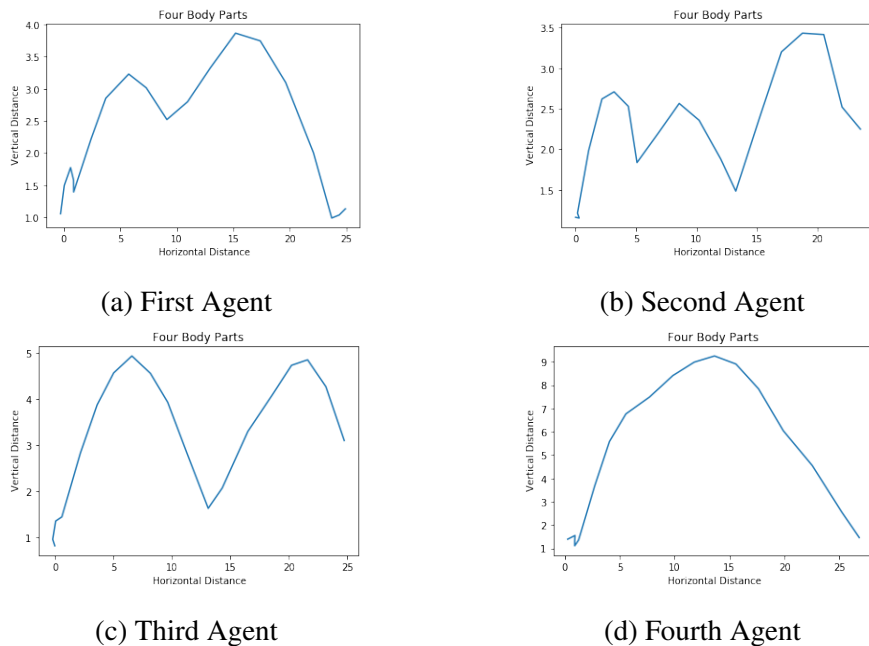 Four Body Parts
4.0
3.5
3.0
2.5
2.0
1.5
1.0
Vertical Distance
0 5 10 15 20 25
Horizontal Distance
(a) First Agent
Four Body Parts
3.5
3.0
2.5
2.0
1.5
Vertical Distance
0 5 10 15 20
Horizontal Distance
(b) Second Agent
Four Body Parts
5
4
3
2
1
Vertical Distance
0 5 10 15 20 25
Horizontal Distance
(c) Third Agent
Four Body Parts
9
8
7
6
5
4
3
2
1
Vertical Distance
0 5 10 15 20 25
Horizontal Distance
(d) Fourth Agent